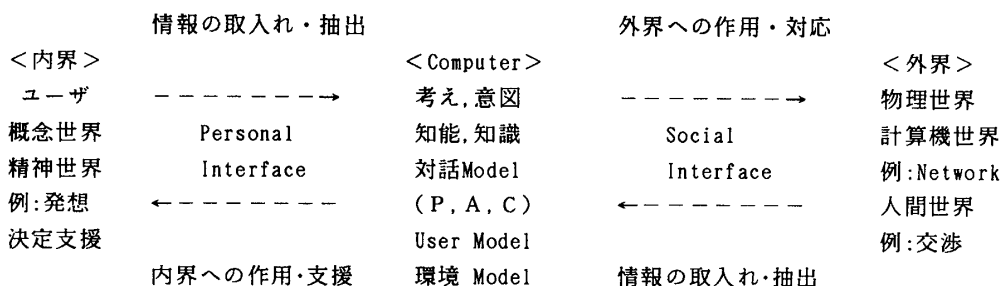 情報の取入れ・抽出 外界への作用・対応
<内界> <Computer> <外界>
ユーザ 考え,意図 物理世界
概念世界 Personal 知能,知識 Social 計算機世界
精神世界 Interface 対話Model Interface 例:Network
例:発想 (P,A,C) 人間世界
決定支援 User Model 例:交渉
内界への作用・支援 環境 Model 情報の取入れ・抽出